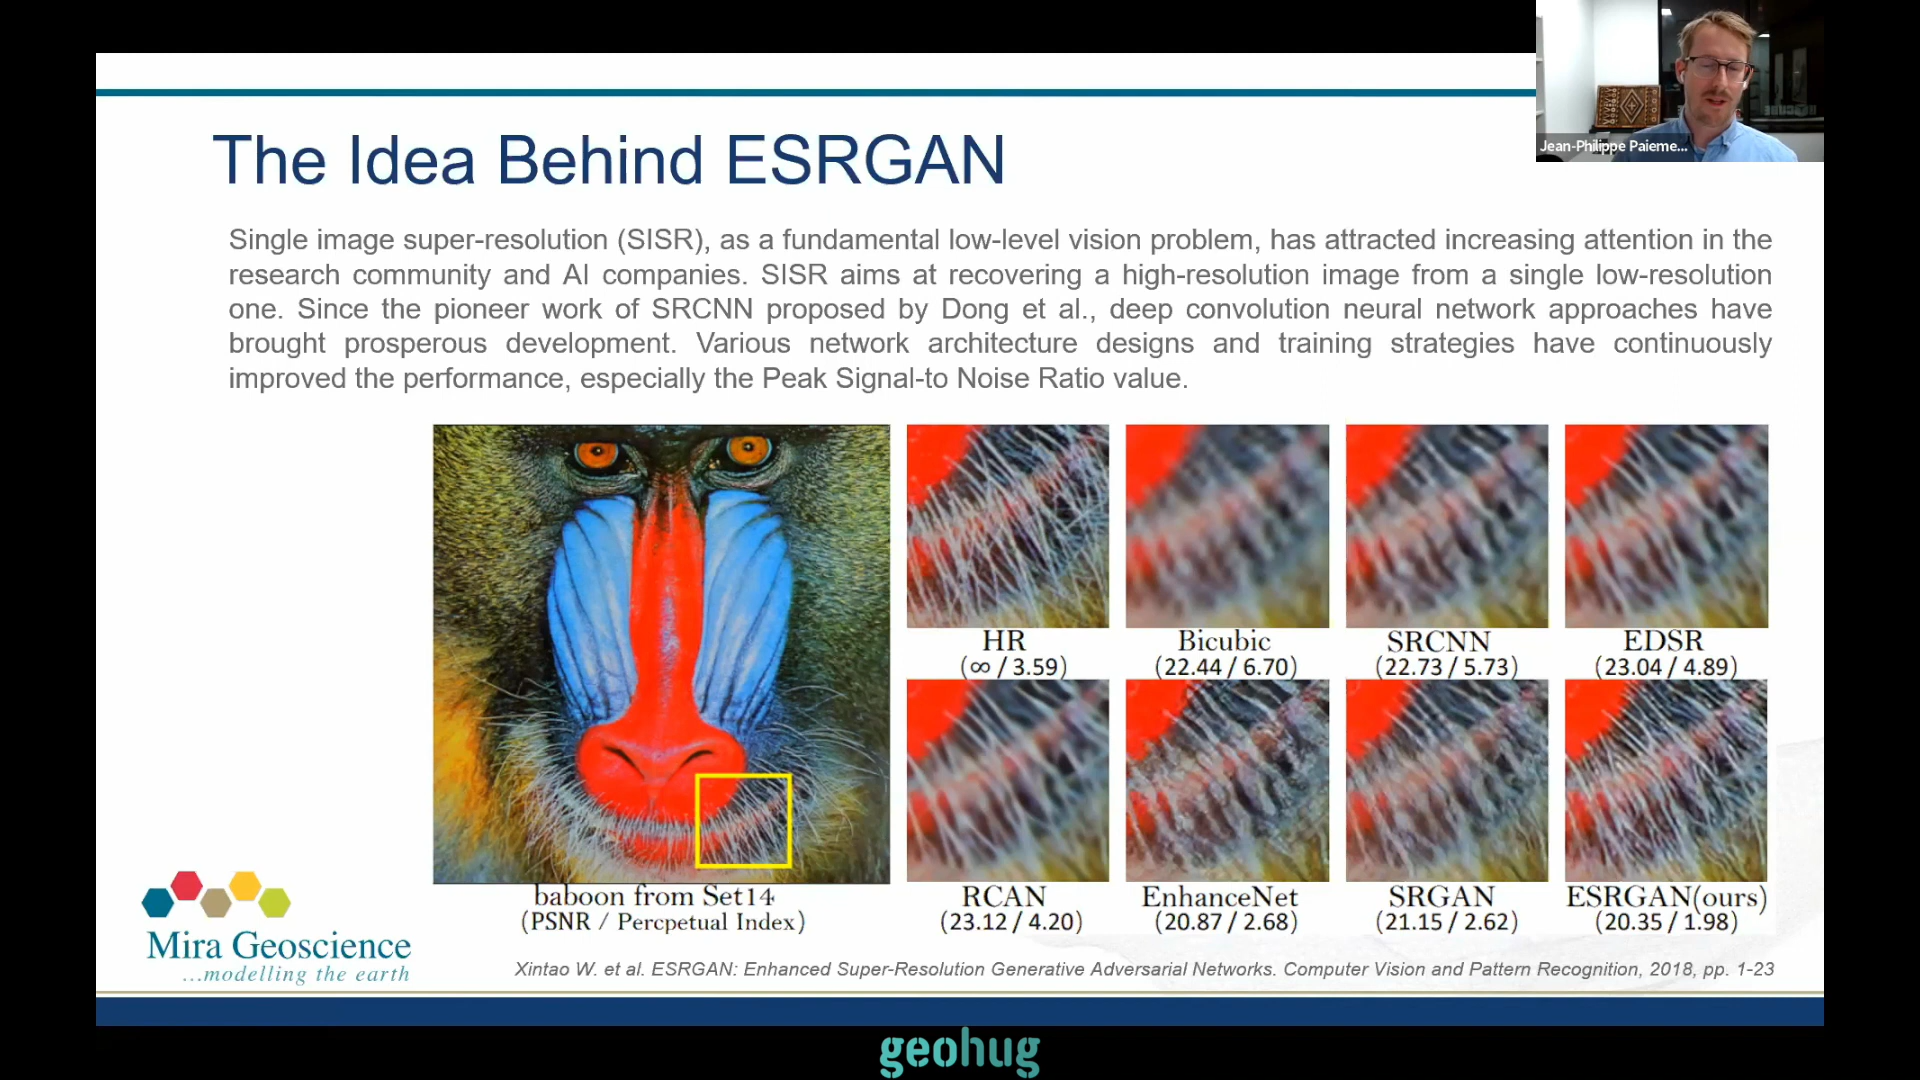 Jean-Philippe Paieme...
The Idea Behind ESRGAN
Single image super-resolution (SISR), as a fundamental low-level vision problem, has attracted increasing attention in the
research community and AI companies. SISR aims at recovering a high-resolution image from a single low-resolution
one. Since the pioneer work of SRCNN proposed by Dong et al., deep convolution neural network approaches have
brought prosperous development. Various network architecture designs and training strategies have continuously
improved the performance, especially the Peak Signal-to Noise Ratio value.
HR
(∞ / 3.59)
Bicubic
(22.44 / 6.70)
SRCNN
(22.73 / 5.73)
EDSR
(23.04 / 4.89)
baboon from Set14
(PSNR / Percpetual Index)
RCAN
(23.12 / 4.20)
EnhanceNet
(20.87 / 2.68)
SRGAN
(21.15 / 2.62)
ESRGAN(ours)
(20.35 / 1.98)
Mira Geoscience
...modelling the earth
Xintao W. et al. ESRGAN: Enhanced Super-Resolution Generative Adversarial Networks. Computer Vision and Pattern Recognition, 2018, pp. 1-23
geohug